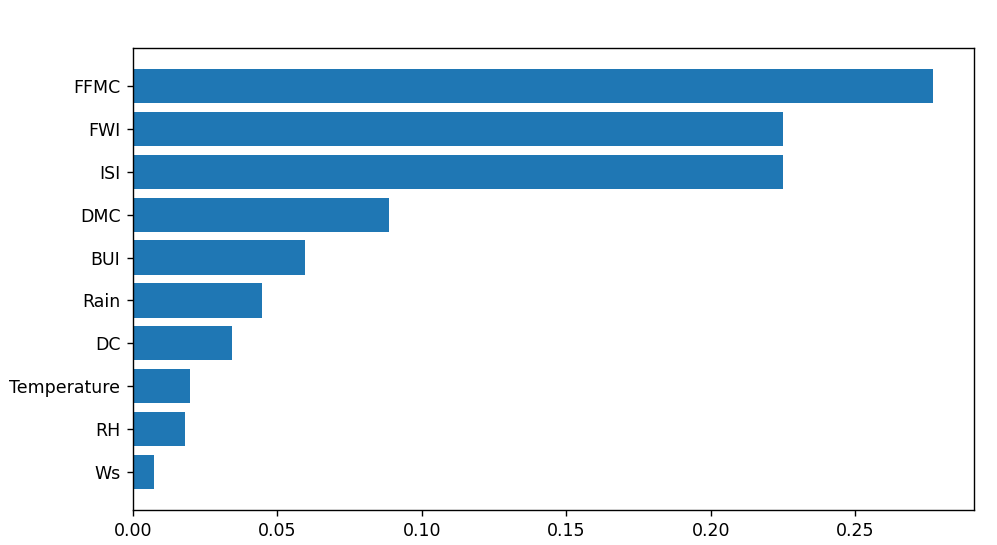 FFMC
FWI
ISI
DMC
BUI
Rain
DC
Temperature
RH
Ws
0.00 0.05 0.10 0.15 0.20 0.25